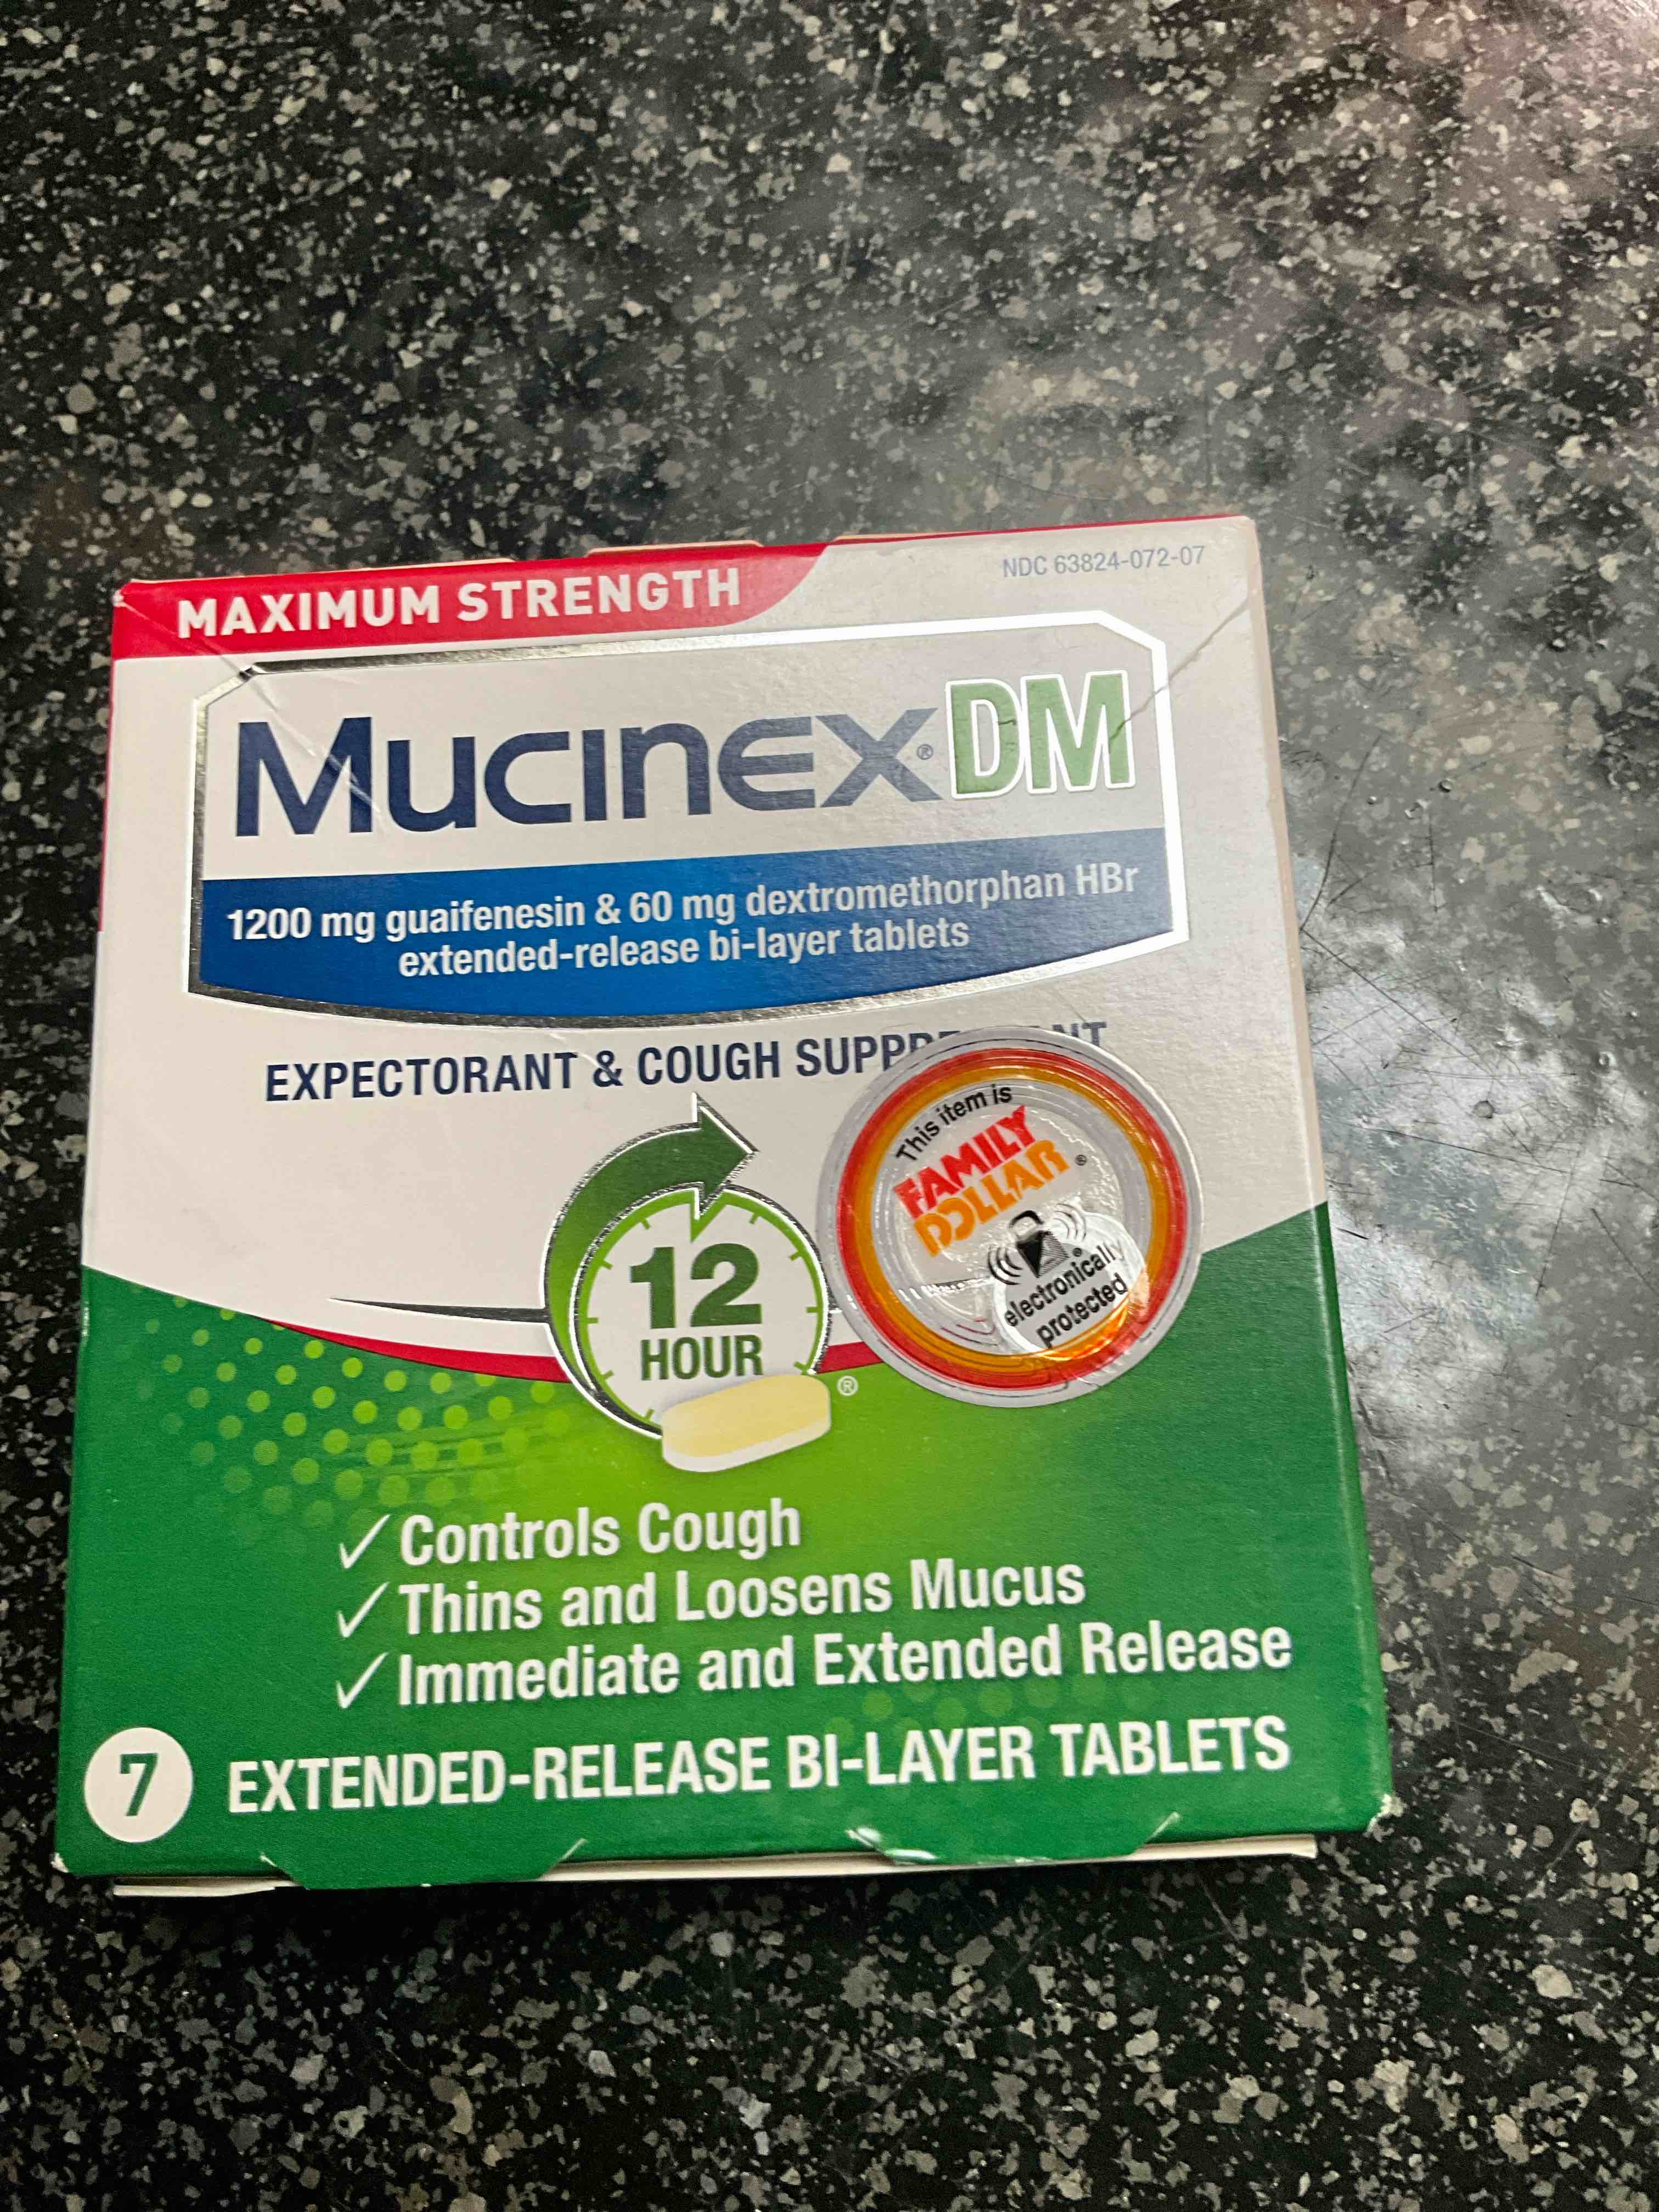 MAXIMUM STRENGTH
NDC 63824-072-07
MUCINEX® DM
1200 mg guaifenesin & 60 mg dextromethorphan HBr
extended-release bi-layer tablets
EXPECTORANT & COUGH
This item is
FAMILY
DOLLAR®
electronically
protected
12
HOUR
®
✓ Controls Cough
✓ Thins and Loosens Mucus
✓ Immediate and Extended Release
7 EXTENDED-RELEASE BI-LAYER TABLETS